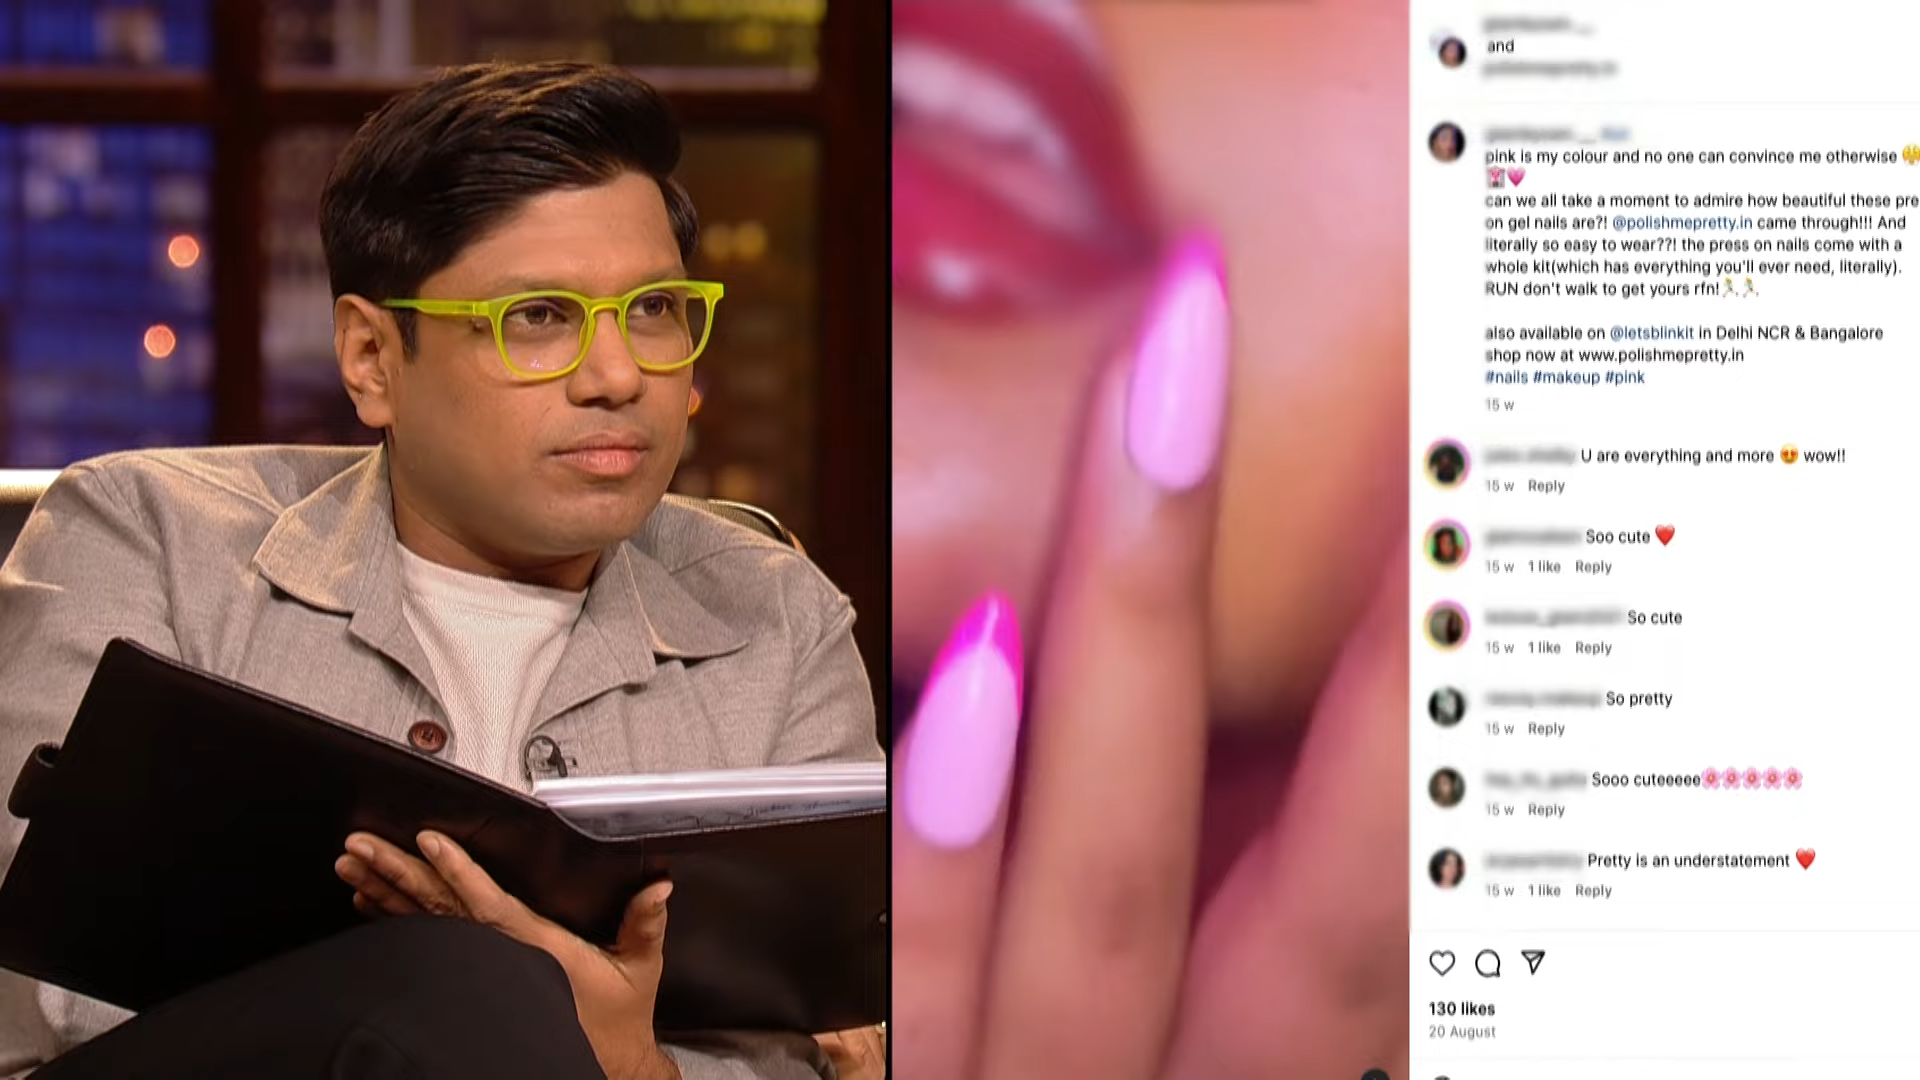 and
pink is my colour and no one can convince me otherwise
can we all take a moment to admire how beautiful these pre
on gel nails are?! @polishmepretty.in came through!!! And
literally so easy to wear??! the press on nails come with a
whole kit(which has everything you'll ever need, literally).
RUN don't walk to get yours rfn!
also available on @letsblinkit in Delhi NCR & Bangalore
shop now at www.polishmepretty.in
#nails #makeup #pink
15 w
U are everything and more 😍 wow!!
15 w Reply
Soo cute ❤️
15 w 1 like Reply
So cute
15 w 1 like Reply
So pretty
15 w Reply
Sooo cuteeeee🌸🌸🌸🌸🌸
15 w Reply
Pretty is an understatement ❤️
15 w 1 like Reply
130 likes
20 August